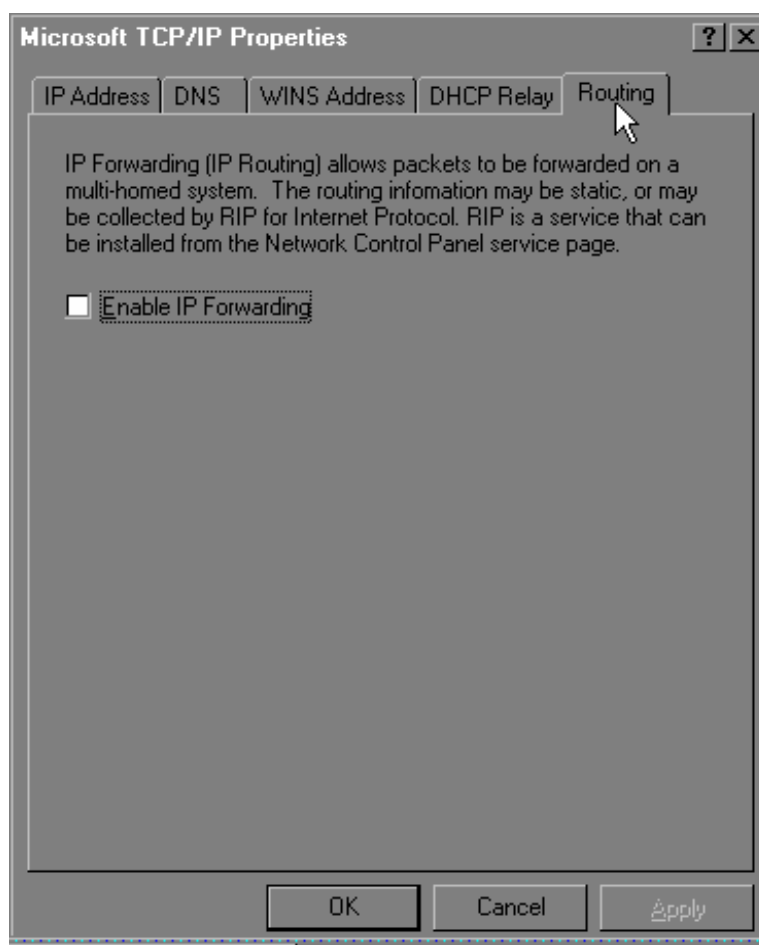 Microsoft TCP/IP Properties
IP Address DNS WINS Address DHCP Relay Routing
IP Forwarding (IP Routing) allows packets to be forwarded on a
multi-homed system.  The routing infomation may be static, or may
be collected by RIP for Internet Protocol. RIP is a service that can
be installed from the Network Control Panel service page.
Enable IP Forwarding
OK Cancel Apply